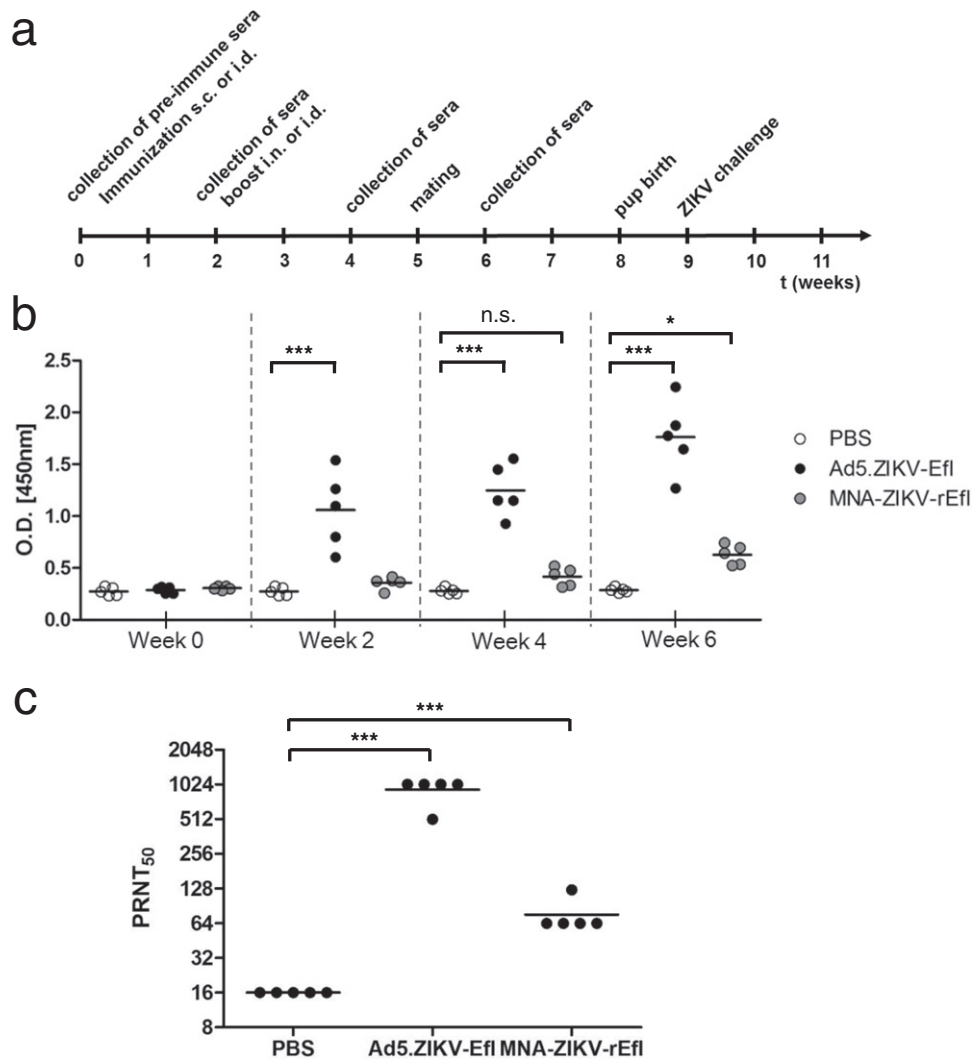 a
collection of pre-immune sera
Immunization s.c. or i.d.
collection of sera
boost i.n. or i.d.
collection of sera
mating
collection of sera
pup birth
ZIKV challenge
0 1 2 3 4 5 6 7 8 9 10 11
t (weeks)
b
n.s.
*
*** *** ***
2.5
2.0
1.5
1.0
0.5
0.0
O.D. [450nm]
Week 0 Week 2 Week 4 Week 6
PBS
Ad5.ZIKV-Efl
MNA-ZIKV-rEfl
c
***
***
2048
1024
512
256
128
64
32
16
8
PRNT50
PBS Ad5.ZIKV-Efl MNA-ZIKV-rEfl